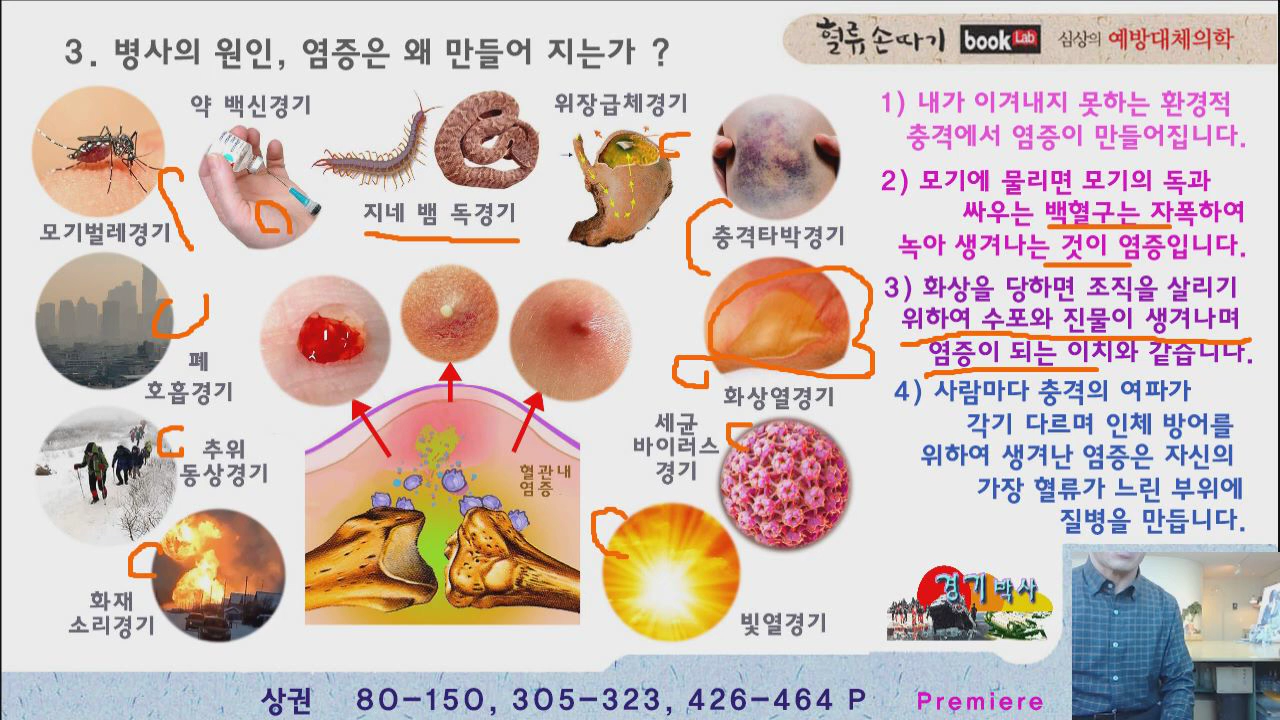 3. 병사의 원인, 염증은 왜 만들어 지는가 ?
혈류 손따기
book Lab
심상의 예방대체의학
약 백신경기
위장급체경기
모기벌레경기
지네 뱀 독경기
충격타박경기
폐
호흡경기
화상열경기
추위
동상경기
세균
바이러스
경기
혈관내
염증
화재
소리경기
빛열경기
1) 내가 이겨내지 못하는 환경적
충격에서 염증이 만들어집니다.
2) 모기에 물리면 모기의 독과
싸우는 백혈구는 자폭하여
녹아 생겨나는 것이 염증입니다.
3) 화상을 당하면 조직을 살리기
위하여 수포와 진물이 생겨나며
염증이 되는 이치와 같습니다.
4) 사람마다 충격의 여파가
각기 다르며 인체 방어를
위하여 생겨난 염증은 자신의
가장 혈류가 느린 부위에
질병을 만듭니다.
경기박사
상권 80-150, 305-323, 426-464 P
Premiere